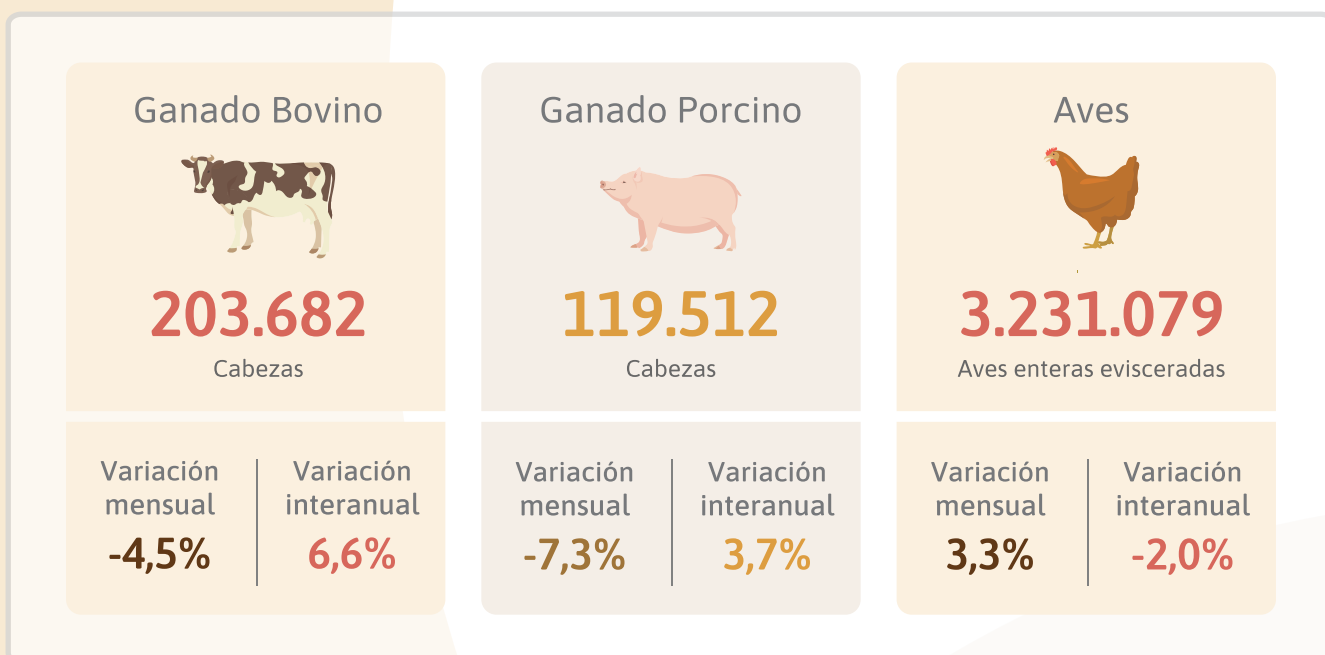 Ganado Bovino
203.682
Cabezas
Variación
mensual
-4,5%
Variación
interanual
6,6%
Ganado Porcino
119.512
Cabezas
Variación
mensual
-7,3%
Variación
interanual
3,7%
Aves
3.231.079
Aves enteras evisceradas
Variación
mensual
3,3%
Variación
interanual
-2,0%